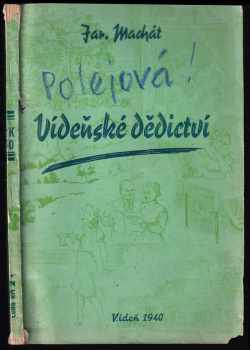 Jar. Machát
Polejová!
Vídeňské dědictví
Vídeň 1940